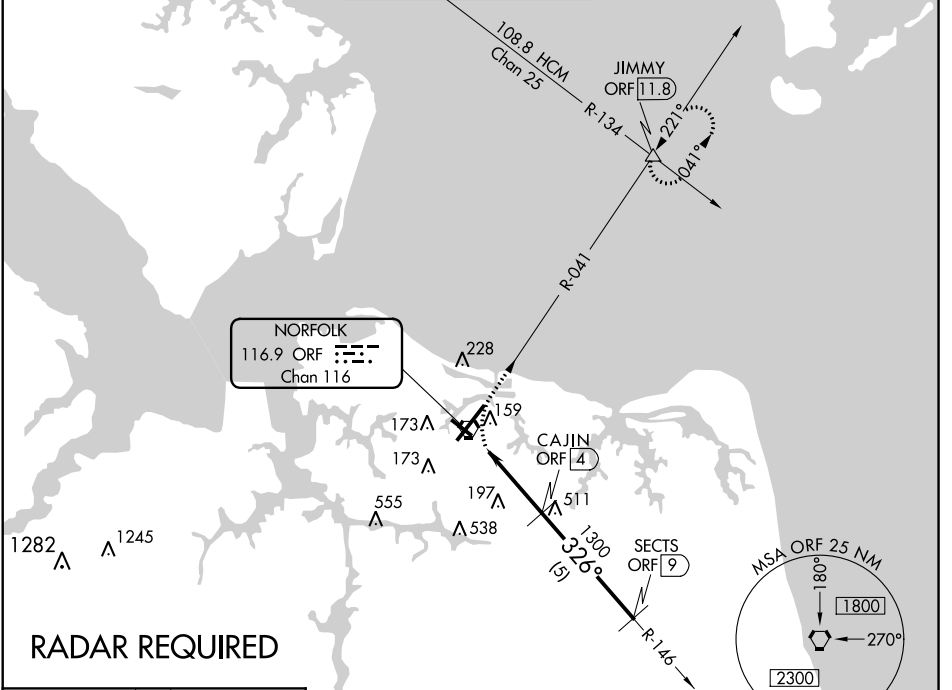 108.8 HCM
Chan 25
R-134
JIMMY
ORF 11.8
221°
041°
R-041
NORFOLK
116.9 ORF
Chan 116
228
159
173
173
CAJIN
ORF 4
197
511
555
538
1282
1245
1300
326°
(5)
SECTS
ORF 9
R-146
MSA ORF 25 NM
180°
1800
270°
2300
RADAR REQUIRED